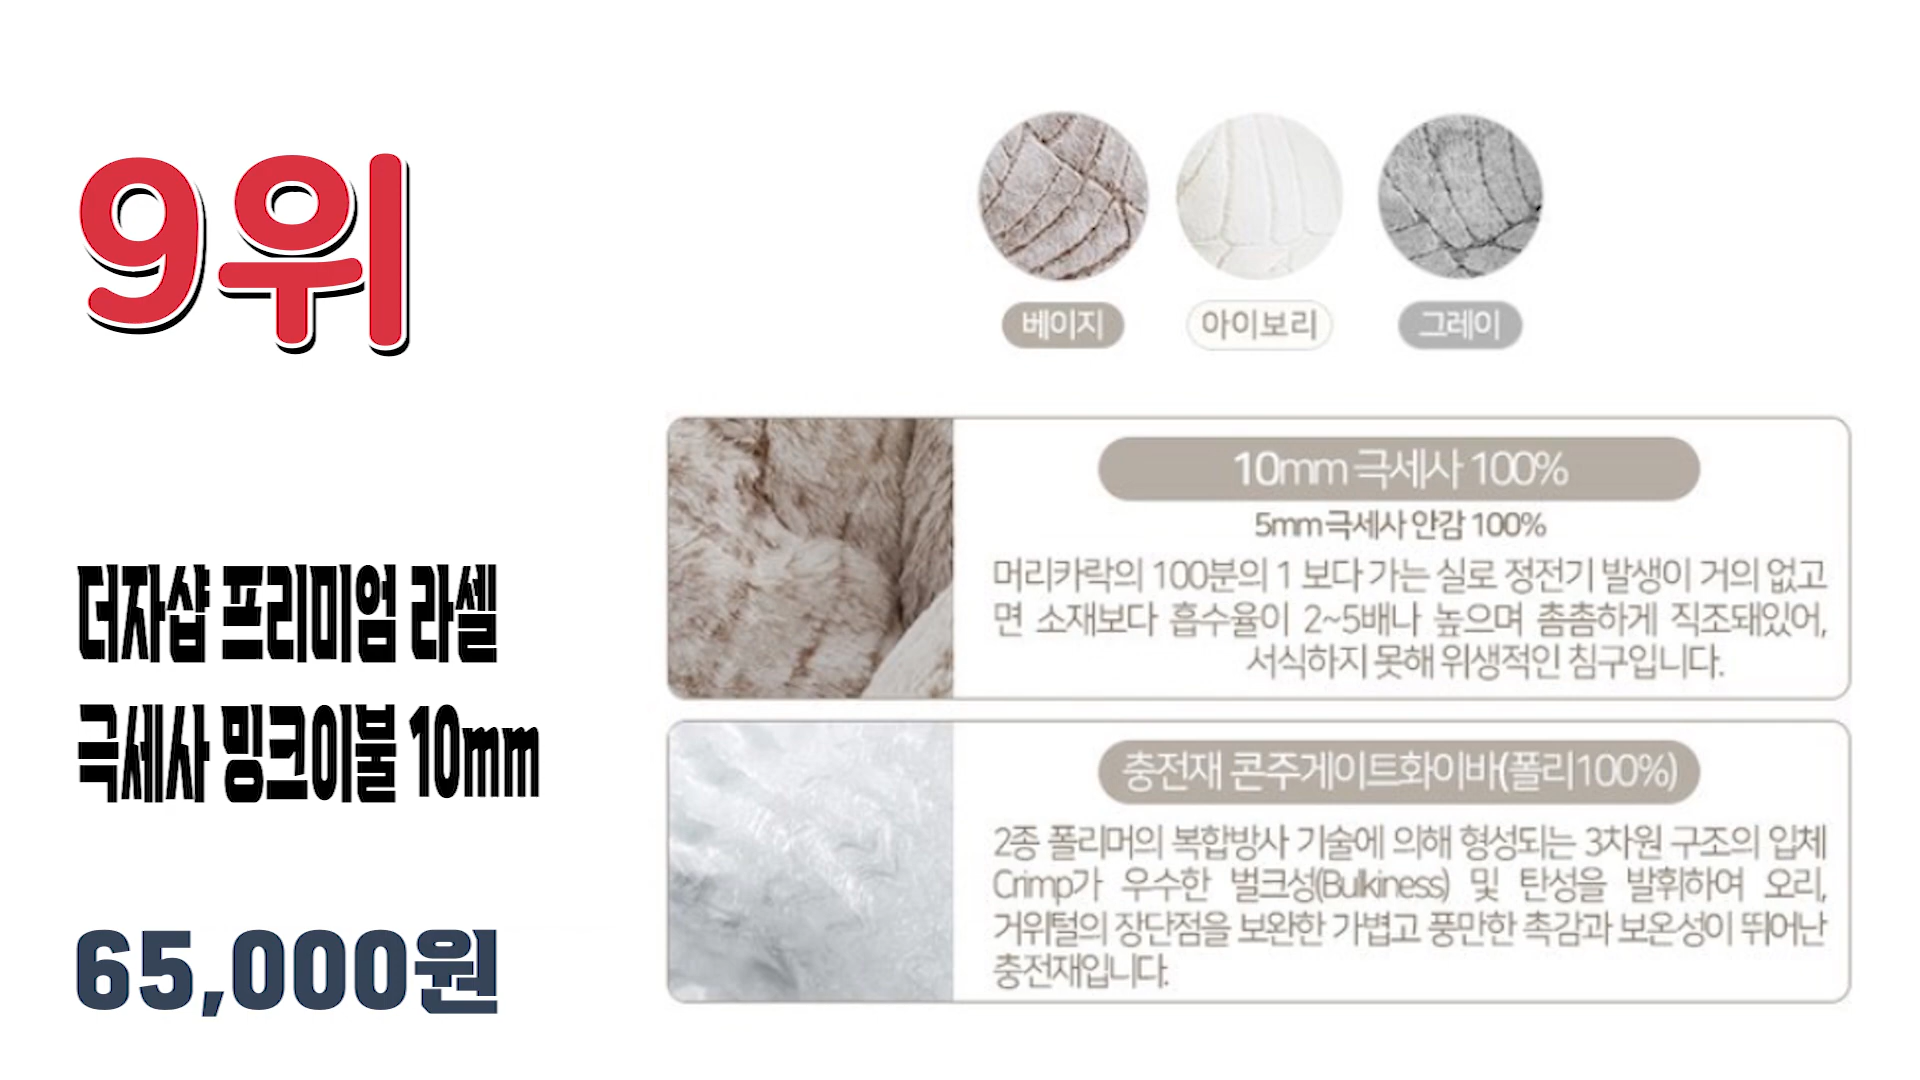 9위
더자샵 프리미엄 라셀
극세사 밍크이불 10mm
65,000원
베이지
아이보리
그레이
10mm 극세사 100%
5mm 극세사 안감 100%
머리카락의 100분의 1 보다 가는 실로 정전기 발생이 거의 없고
면 소재보다 흡수율이 2~5배나 높으며 촘촘하게 직조돼있어,
서식하지 못해 위생적인 침구입니다.
충전재 콘주게이트화이바(폴리100%)
2종 폴리머의 복합방사 기술에 의해 형성되는 3차원 구조의 입체
Crimp가 우수한 벌크성(Bulkiness) 및 탄성을 발휘하여 오리,
거위털의 장단점을 보완한 가볍고 풍만한 촉감과 보온성이 뛰어난
충전재입니다.